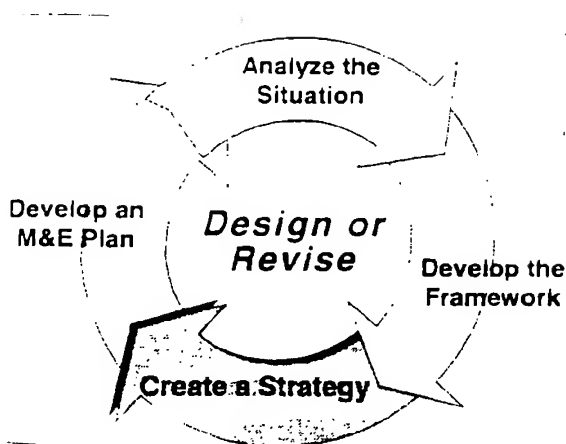 Analyze the
Situation
Develop an
M&E Plan
Design or
Revise
Develop the
Framework
Create a Strategy